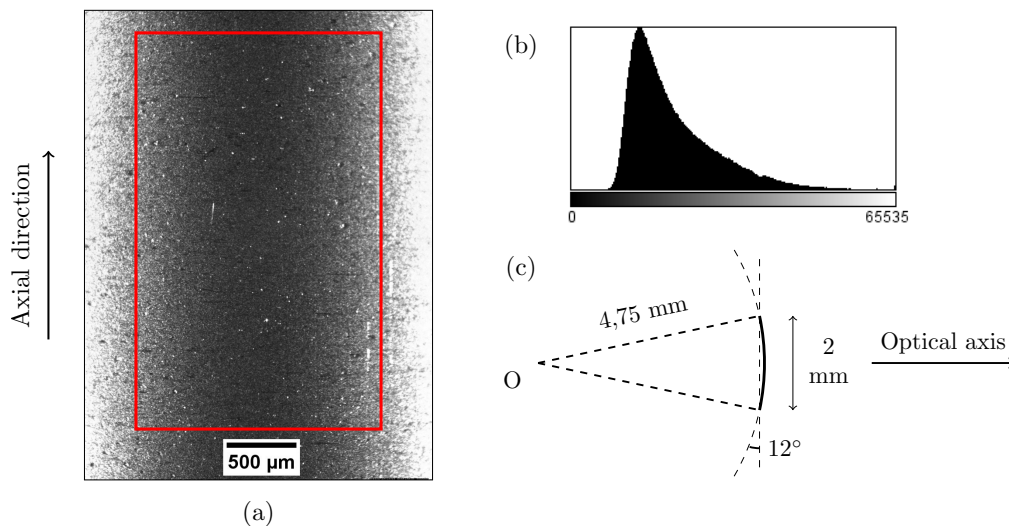 (b)
0
65535
Axial direction
500 µm
(a)
(c)
4,75 mm
O
2
mm
Optical axis
12°